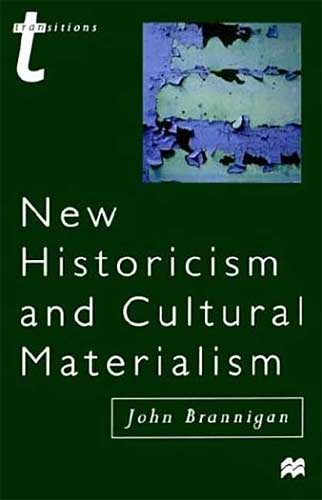 transitions
New
Historicism
and Cultural
Materialism
John Brannigan